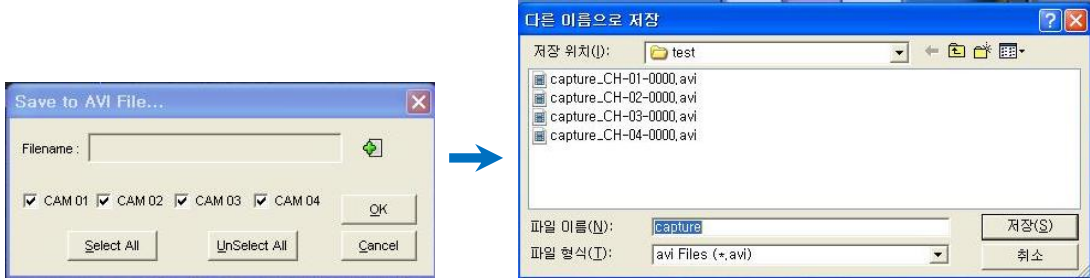 Save to AVI File...
Filename :
CAM 01 CAM 02 CAM 03 CAM 04
OK
Select All UnSelect All Cancel
다른 이름으로 저장
저장 위치(I): test
capture_CH-01-0000.avi
capture_CH-02-0000.avi
capture_CH-03-0000.avi
capture_CH-04-0000.avi
파일 이름(N): capture 저장(S)
파일 형식(T): avi Files (*.avi) 취소